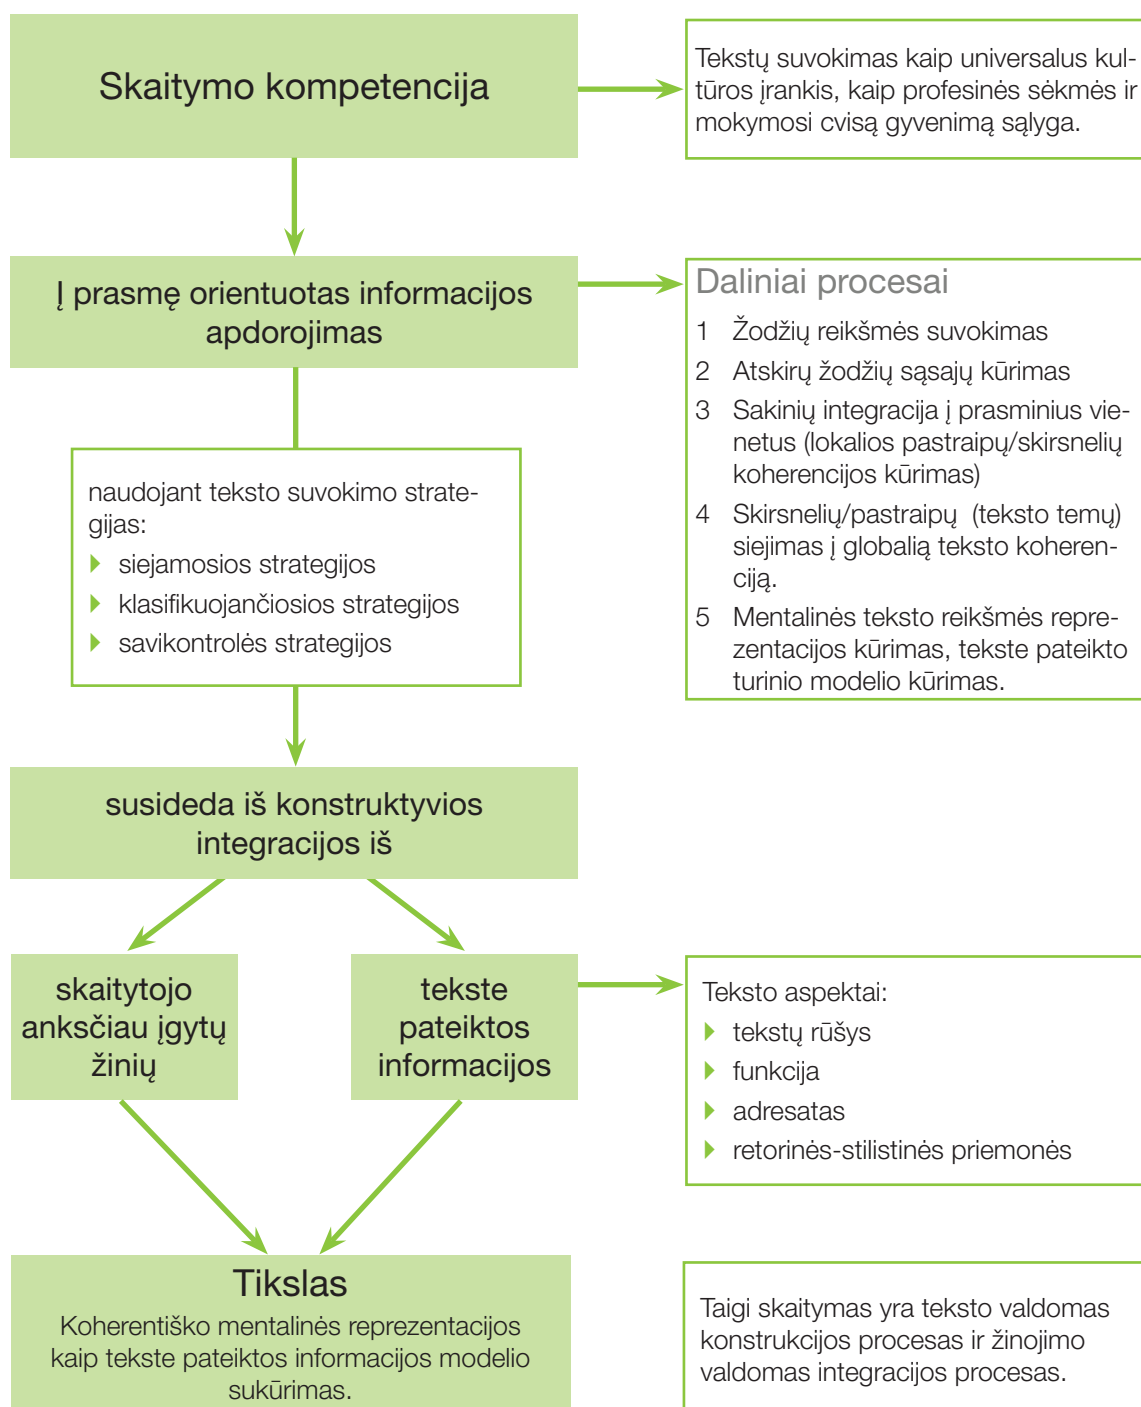 Skaitymo kompetencija
Tekstų suvokimas kaip universalus kul-
tūros įrankis, kaip profesinės sėkmės ir
mokymosi cvisą gyvenimą sąlyga.
Į prasmę orientuotas informacijos
apdorojimas
Daliniai procesai
1 Žodžių reikšmės suvokimas
2 Atskirų žodžių sąsajų kūrimas
3 Sakinių integracija į prasminius vie-
netus (lokalios pastraipų/skirsnelių
koherencijos kūrimas)
4 Skirsnelių/pastraipų (teksto temų)
siejimas į globalią teksto koheren-
ciją.
5 Mentalinės teksto reikšmės repre-
zentacijos kūrimas, tekste pateikto
turinio modelio kūrimas.
naudojant teksto suvokimo strate-
gijas:
siejamosios strategijos
klasifikuojančiosios strategijos
savikontrolės strategijos
susideda iš konstruktyvios
integracijos iš
skaitytojo
anksčiau įgytų
žinių
tekste
pateiktos
informacijos
Teksto aspektai:
tekstų rūšys
funkcija
adresatas
retorinės-stilistinės priemonės
Tikslas
Koherentiško mentalinės reprezentacijos
kaip tekste pateiktos informacijos modelio
sukūrimas.
Taigi skaitymas yra teksto valdomas
konstrukcijos procesas ir žinojimo
valdomas integracijos procesas.